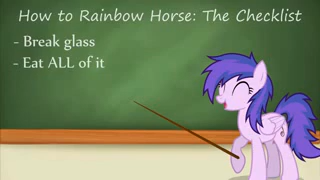 How to Rainbow Horse: The Checklist
- Break glass
- Eat ALL of it